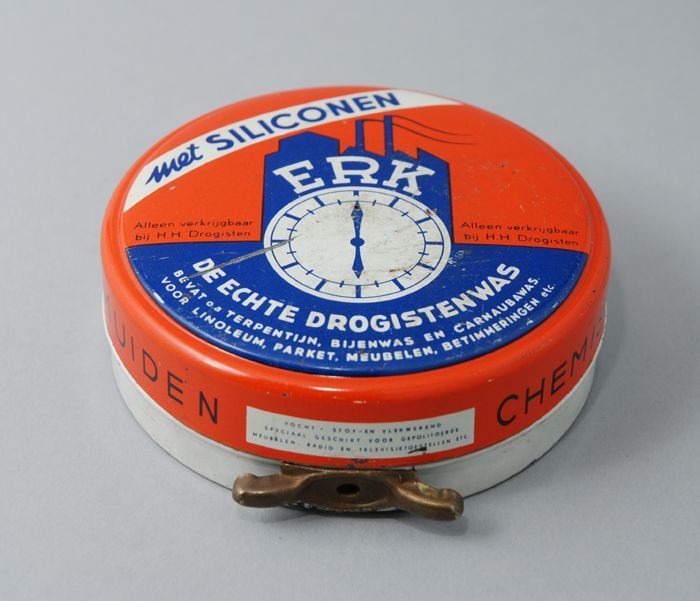 met SILICONEN
ERK
Alleen verkrijgbaar
bij H.H. Drogisten
Alleen verkrijgbaar
bij H.H. Drogisten
DE ECHTE DROGISTENWAS
BEVAT o.a TERPENTIJN, BIJENWAS EN CARNAUBAWAS
VOOR LINOLEUM, PARKET, MEUBELEN, BETIMMERINGEN etc.
UIDEN
VOCHT - STOF - EN VLEKWEREND
SPECIAAL GESCHIKT VOOR GEPOLITOERDE
MEUBELEN, RADIO EN TELEVISIETOESTELLEN ETC.
CHEMI